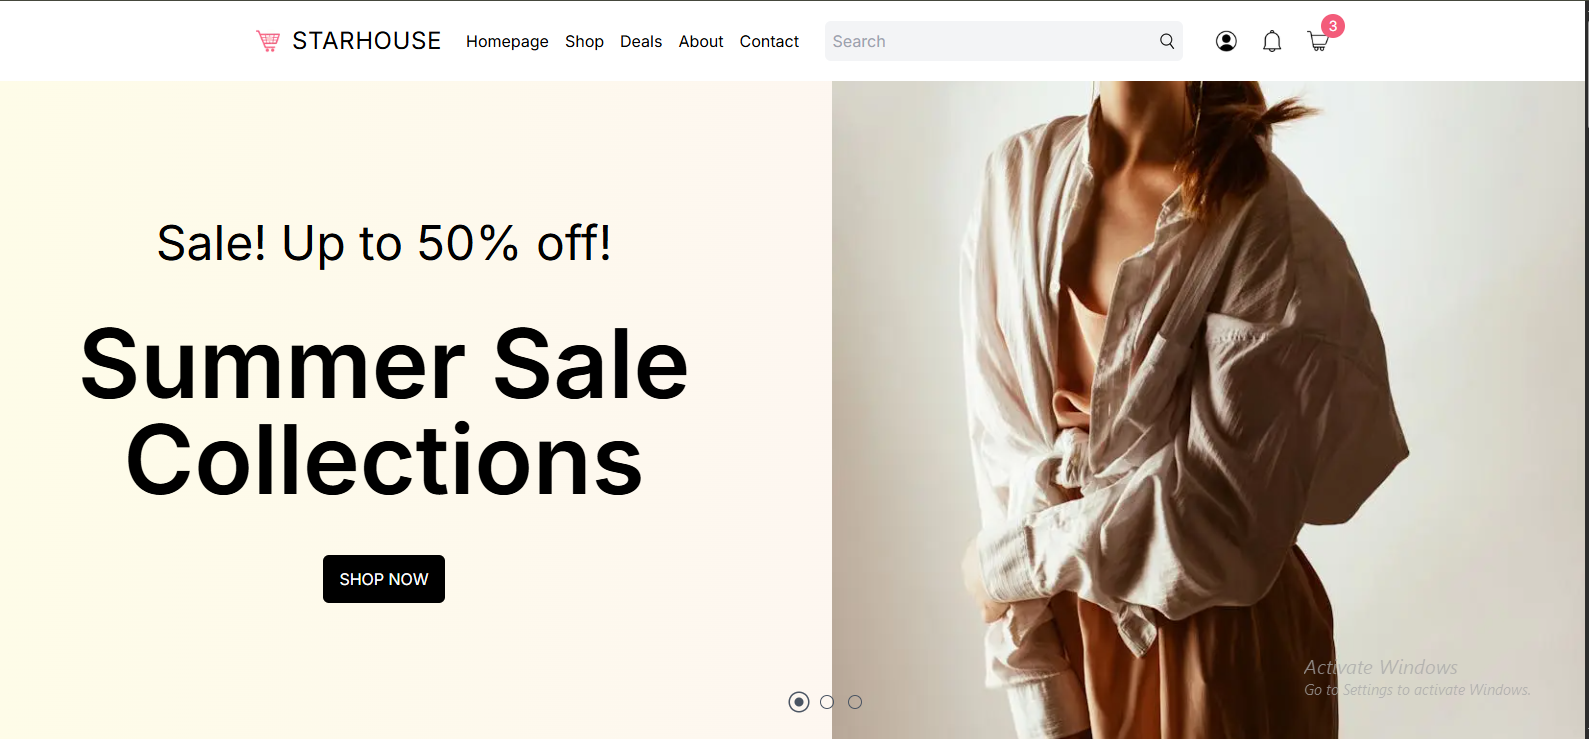 STARHOUSE Homepage Shop Deals About Contact Search 3
Sale! Up to 50% off!
Summer Sale
Collections
SHOP NOW
Activate Windows
Go to Settings to activate Windows.